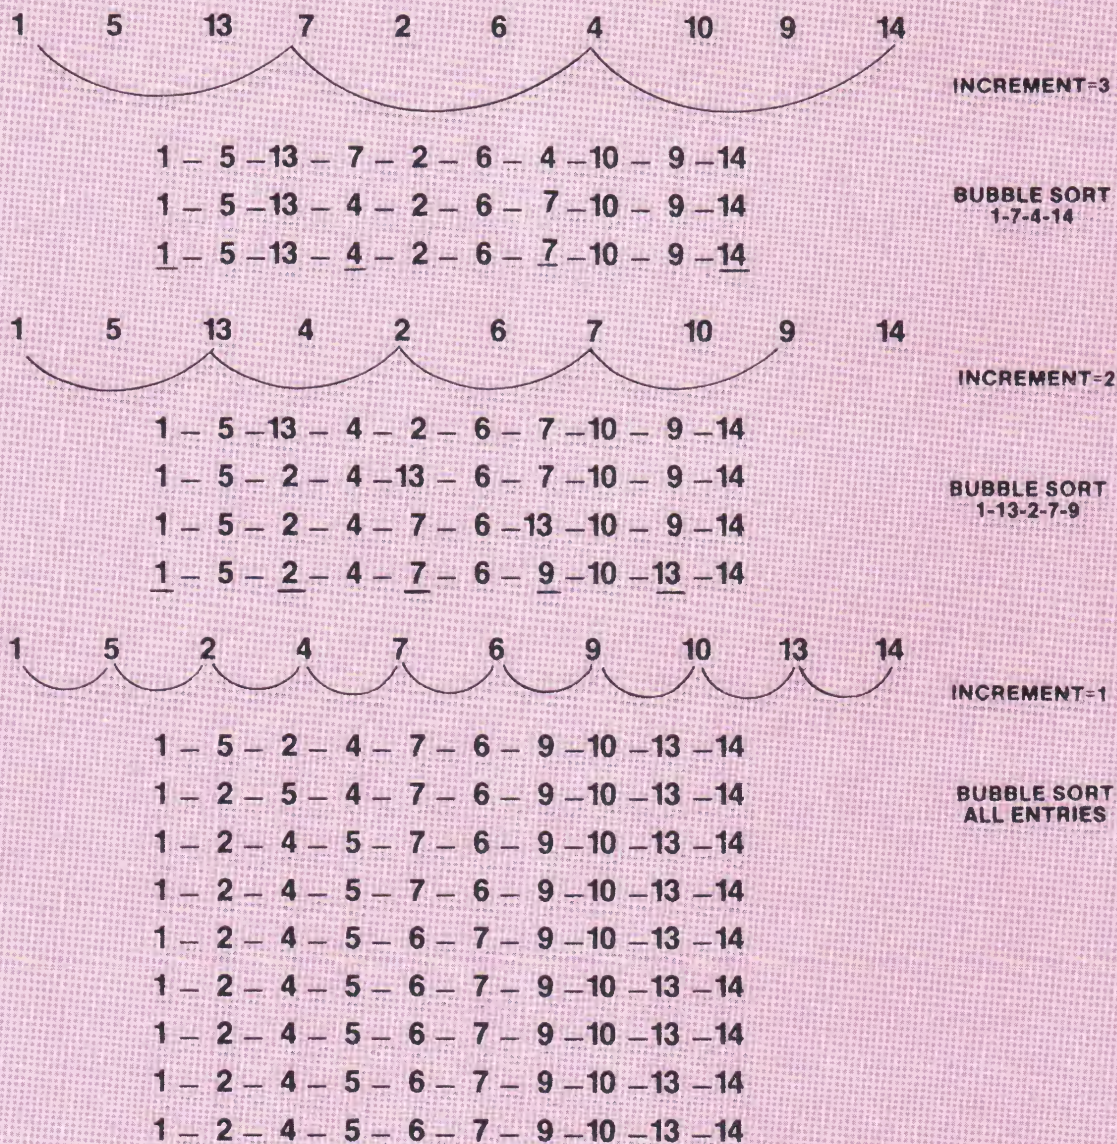 1 5 13 7 2 6 4 10 9 14
INCREMENT=3
1 – 5 –13 – 7 – 2 – 6 – 4 –10 – 9 –14
1 – 5 –13 – 4 – 2 – 6 – 7 –10 – 9 –14
BUBBLE SORT
1-7-4-14
1 – 5 –13 – 4 – 2 – 6 – 7 –10 – 9 –14
1 5 13 4 2 6 7 10 9 14
INCREMENT=2
1 – 5 –13 – 4 – 2 – 6 – 7 –10 – 9 –14
1 – 5 – 2 – 4 –13 – 6 – 7 –10 – 9 –14
BUBBLE SORT
1-13-2-7-9
1 – 5 – 2 – 4 – 7 – 6 –13 –10 – 9 –14
1 – 5 – 2 – 4 – 7 – 6 – 9 –10 –13 –14
1 5 2 4 7 6 9 10 13 14
INCREMENT=1
1 – 5 – 2 – 4 – 7 – 6 – 9 –10 –13 –14
1 – 2 – 5 – 4 – 7 – 6 – 9 –10 –13 –14
BUBBLE SORT
ALL ENTRIES
1 – 2 – 4 – 5 – 7 – 6 – 9 –10 –13 –14
1 – 2 – 4 – 5 – 7 – 6 – 9 –10 –13 –14
1 – 2 – 4 – 5 – 6 – 7 – 9 –10 –13 –14
1 – 2 – 4 – 5 – 6 – 7 – 9 –10 –13 –14
1 – 2 – 4 – 5 – 6 – 7 – 9 –10 –13 –14
1 – 2 – 4 – 5 – 6 – 7 – 9 –10 –13 –14
1 – 2 – 4 – 5 – 6 – 7 – 9 –10 –13 –14